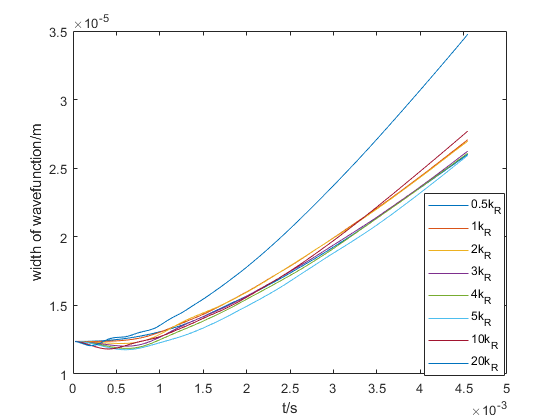 ×10⁻⁵
3.5
3
2.5
2
1.5
1
width of wavefunction/m
0.5k_R
1k_R
2k_R
3k_R
4k_R
5k_R
10k_R
20k_R
0 0.5 1 1.5 2 2.5 3 3.5 4 4.5 5
t/s
×10⁻³